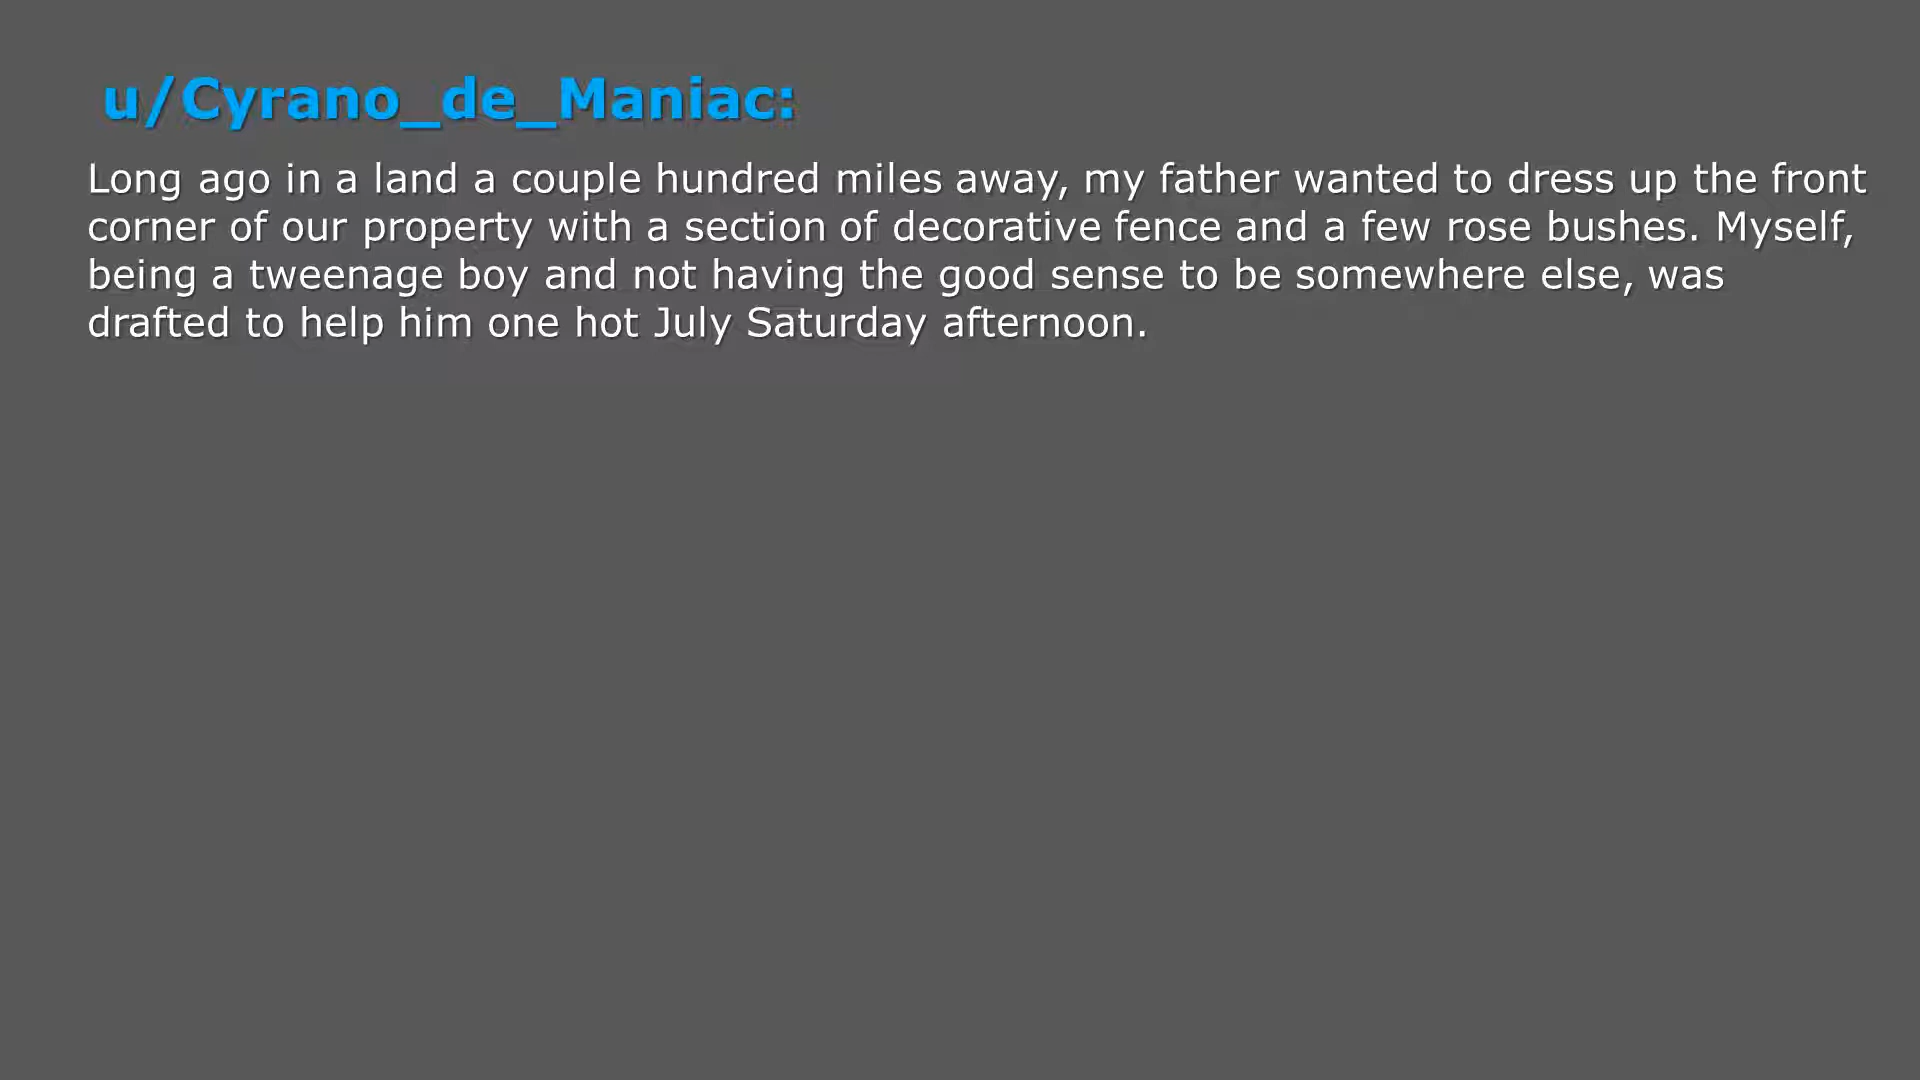 u/Cyrano_de_Maniac:
Long ago in a land a couple hundred miles away, my father wanted to dress up the front
corner of our property with a section of decorative fence and a few rose bushes. Myself,
being a tweenage boy and not having the good sense to be somewhere else, was
drafted to help him one hot July Saturday afternoon.